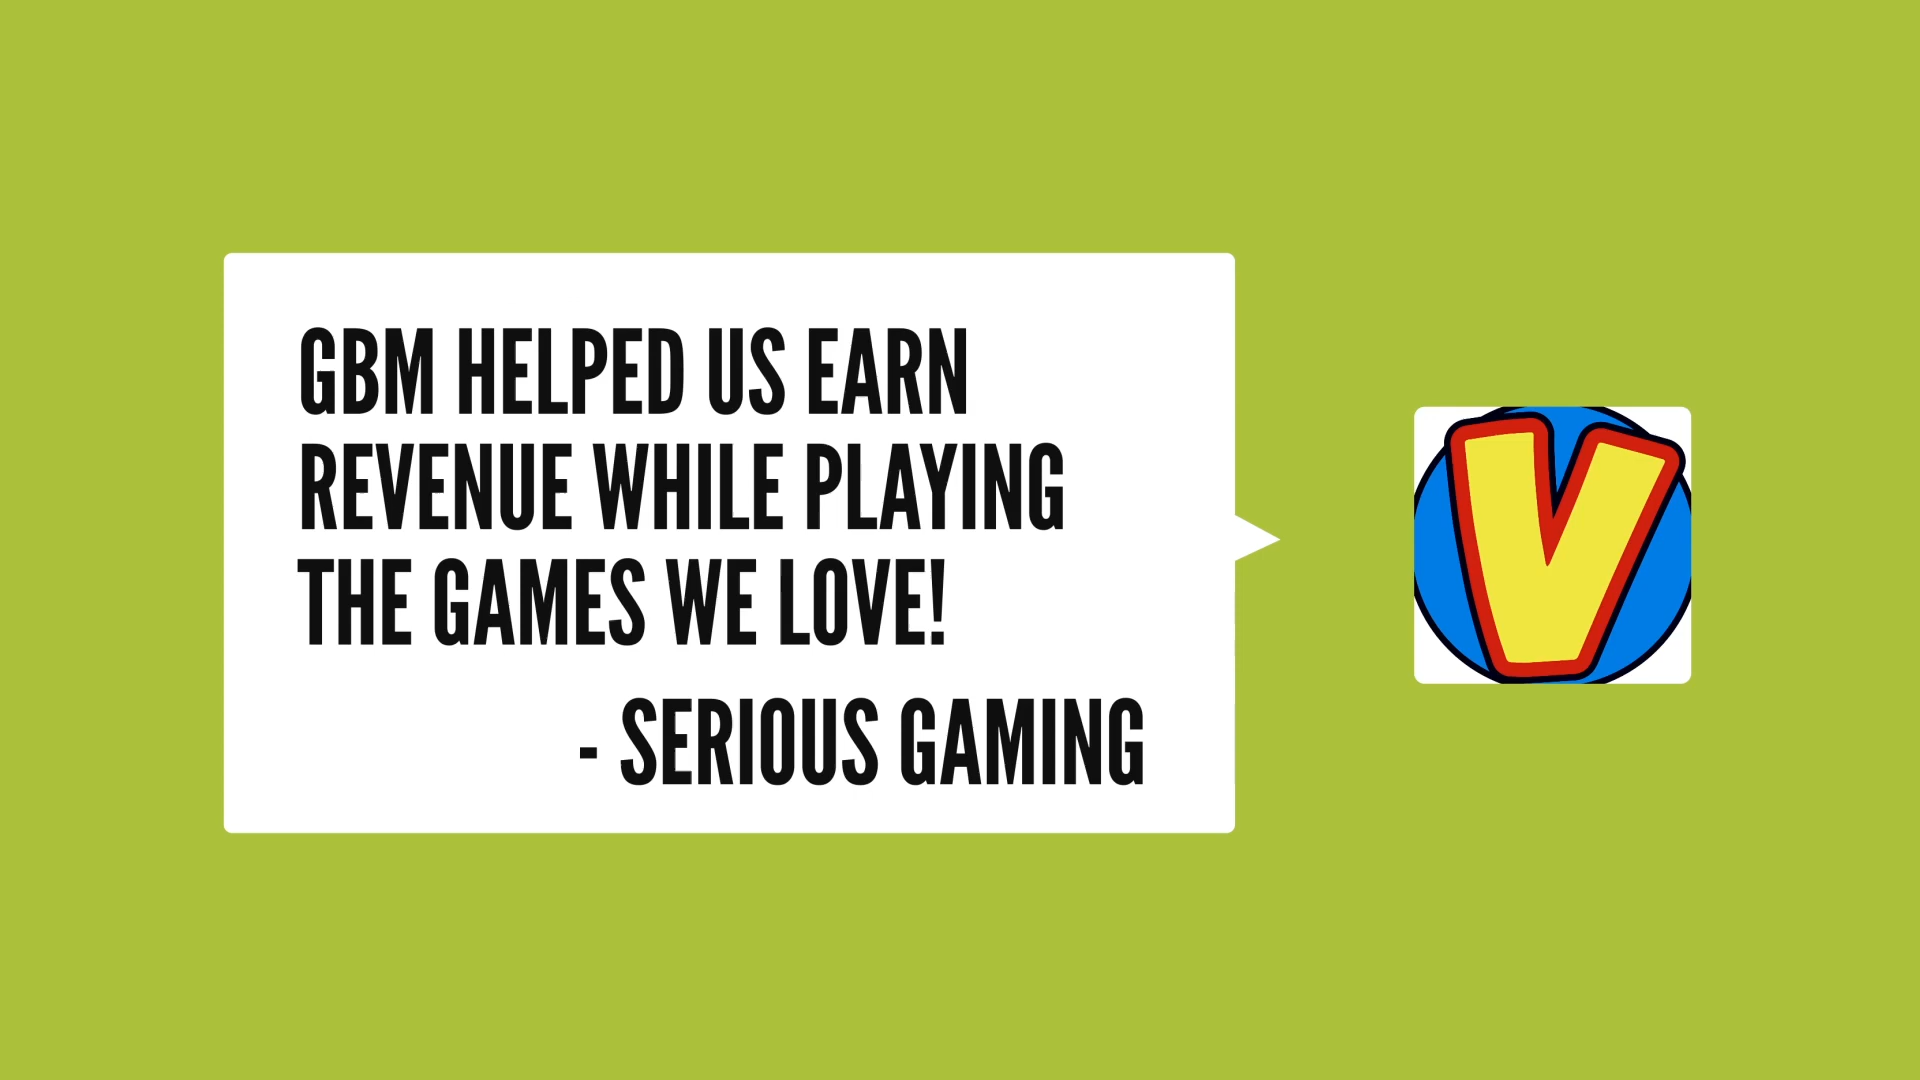 GBM HELPED US EARN
REVENUE WHILE PLAYING
THE GAMES WE LOVE!
- SERIOUS GAMING
V